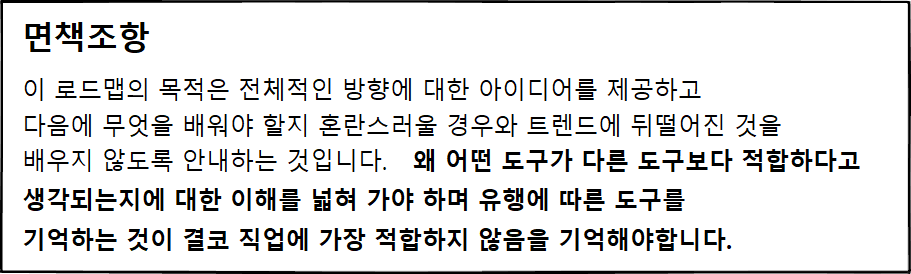 면책조항
이 로드맵의 목적은 전체적인 방향에 대한 아이디어를 제공하고
다음에 무엇을 배워야 할지 혼란스러울 경우와 트렌드에 뒤떨어진 것을
배우지 않도록 안내하는 것입니다. 왜 어떤 도구가 다른 도구보다 적합하다고
생각되는지에 대한 이해를 넓혀 가야 하며 유행에 따른 도구를
기억하는 것이 결코 직업에 가장 적합하지 않음을 기억해야합니다.